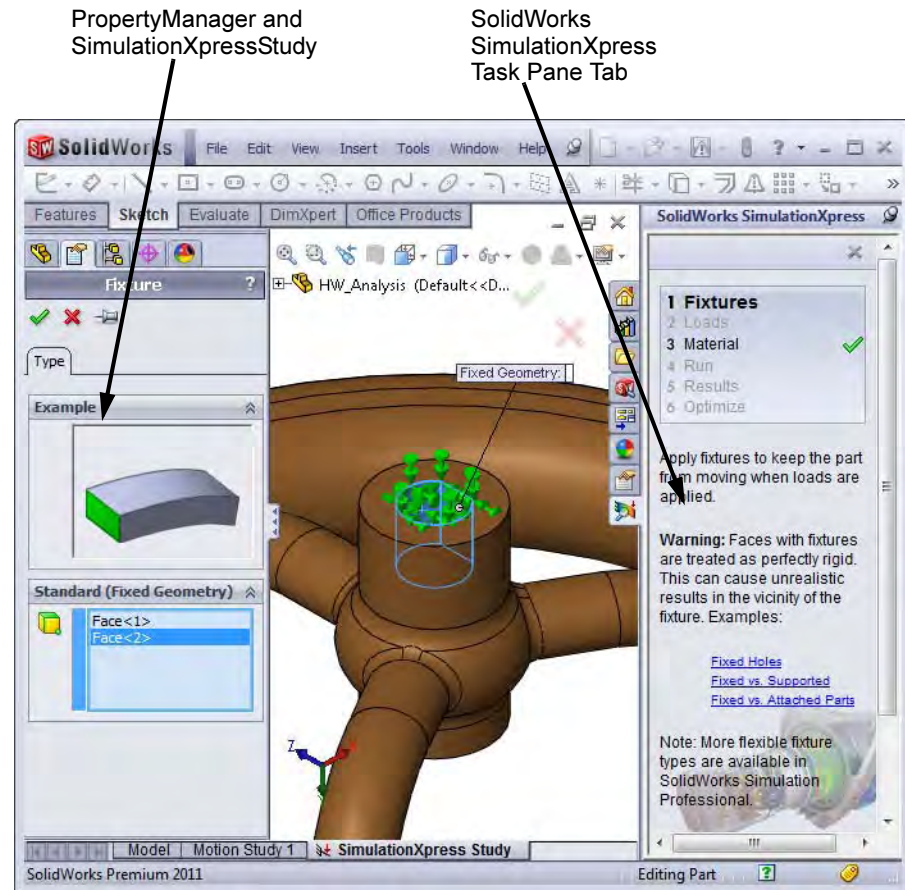 PropertyManager and
SimulationXpressStudy
SolidWorks
SimulationXpress
Task Pane Tab
SolidWorks File Edit View Insert Tools Window Help
Features Sketch Evaluate DimXpert Office Products
SolidWorks SimulationXpress
Fixture ?
HW_Analysis (Default<<D...
Type
Example
Standard (Fixed Geometry)
Face<1>
Face<2>
Fixed Geometry:
Z
X
1 Fixtures
2 Loads
3 Material
4 Run
5 Results
6 Optimize
Apply fixtures to keep the part
from moving when loads are
applied.
Warning: Faces with fixtures
are treated as perfectly rigid.
This can cause unrealistic
results in the vicinity of the
fixture. Examples:
Fixed Holes
Fixed vs. Supported
Fixed vs. Attached Parts
Note: More flexible fixture
types are available in
SolidWorks Simulation
Professional.
Model Motion Study 1 SimulationXpress Study
SolidWorks Premium 2011
Editing Part